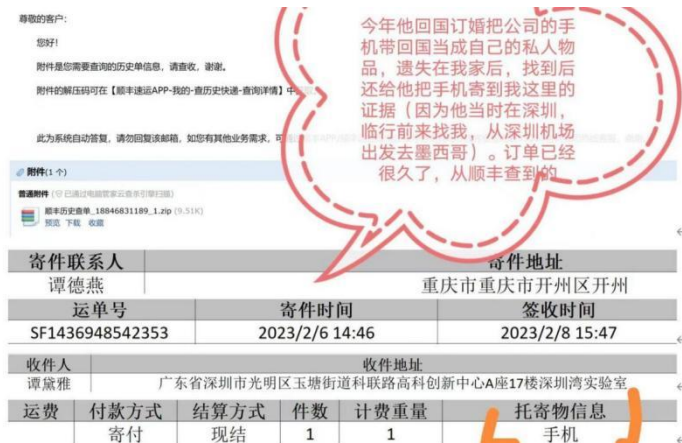 尊敬的客户：
您好！
附件是您需要查询的历史单信息，请查收，谢谢。
附件的解压码可在【顺丰速运APP-我的-查历史快递-查询详情】中
此为系统自动答复，请勿回复该邮箱，如您有其他业务需求，可
今年他回国订婚把公司的手
机带回国当成自己的私人物
品，遗失在我家后，找到后
还给他把手机寄到我这里的
证据（因为他当时在深圳，
临行前来找我，从深圳机场
出发去墨西哥）。订单已经
很久了，从顺丰查到的
附件(1 个)
普通附件 (已通过电脑管家云查杀引擎扫描)
顺丰历史查单_18846831189_1.zip (9.51K)
预览 下载 收藏
寄件联系人 寄件地址
谭德燕 重庆市重庆市开州区开州
运单号 寄件时间 签收时间
SF1436948542353 2023/2/6 14:46 2023/2/8 15:47
收件人 收件地址
谭黛雅 广东省深圳市光明区玉塘街道科联路高科创新中心A座17楼深圳湾实验室
运费 付款方式 结算方式 件数 计费重量 托寄物信息
寄付 现结 1 1 手机